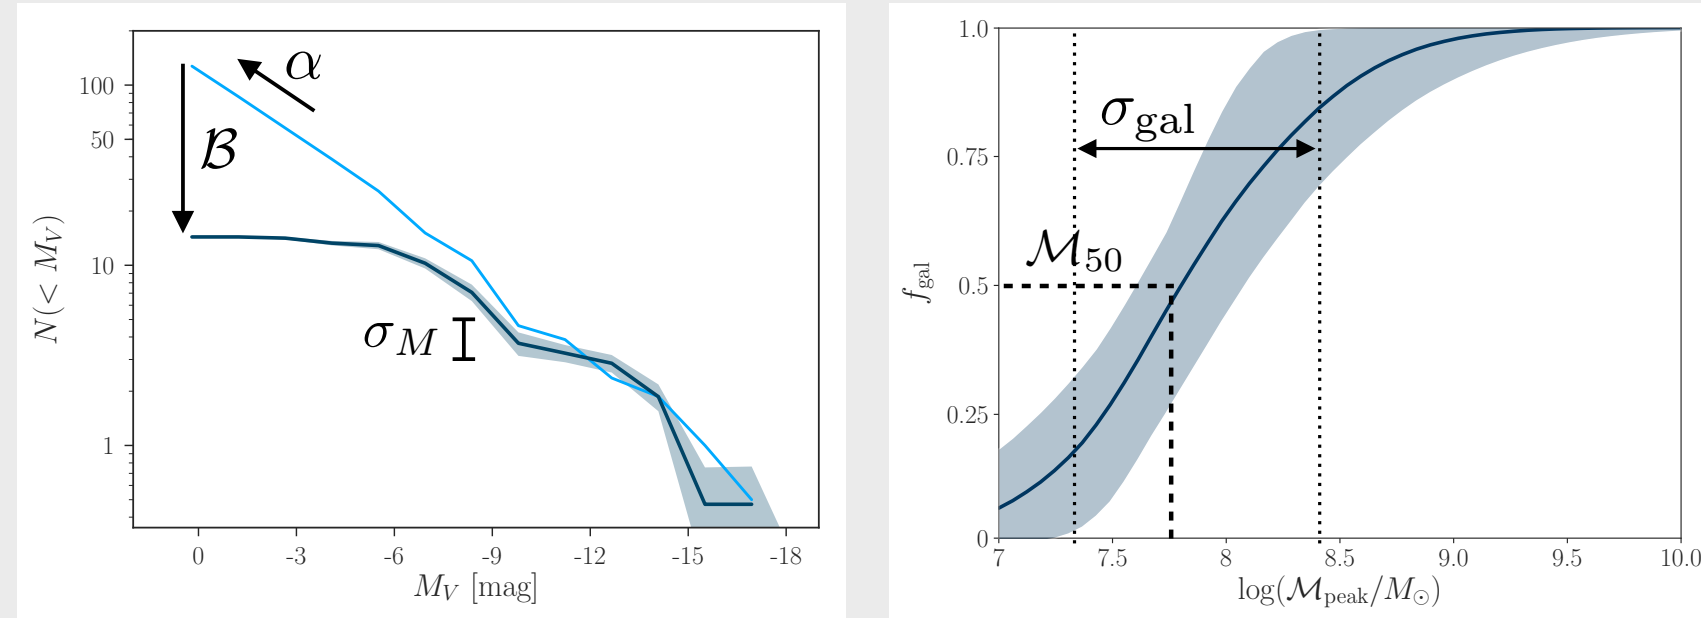 100
50
10
1
N(< M_V)
α
ℬ
σ_M
0 -3 -6 -9 -12 -15 -18
M_V [mag]
1.0
0.75
0.5
0.25
0
f_gal
σ_gal
ℳ_50
7 7.5 8 8.5 9.0 9.5 10.0
log(ℳ_peak/M_⊙)